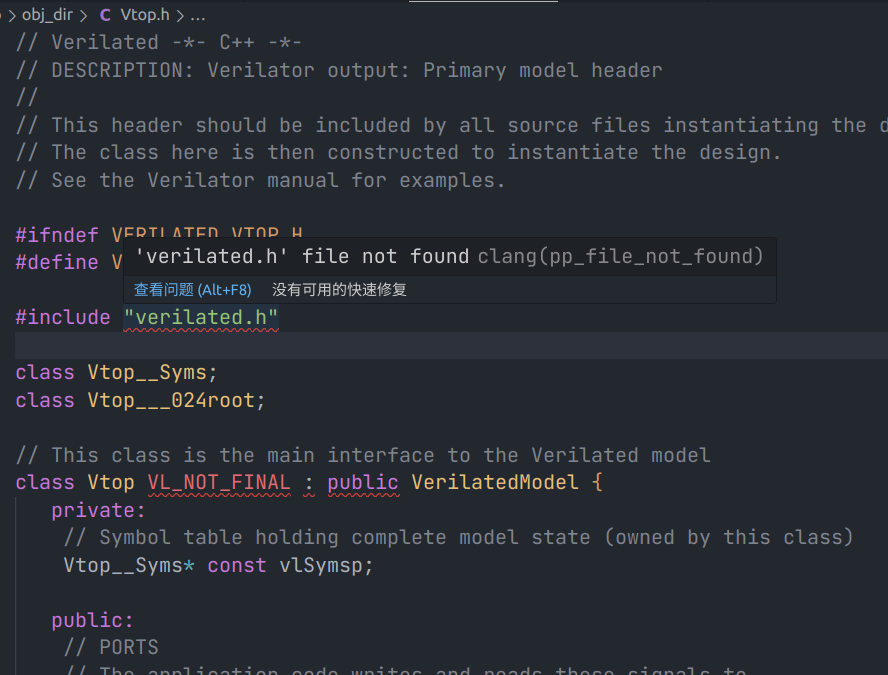 obj_dir > C Vtop.h > ...
// Verilated -*- C++ -*-
// DESCRIPTION: Verilator output: Primary model header
//
// This header should be included by all source files instantiating the
// The class here is then constructed to instantiate the design.
// See the Verilator manual for examples.
#ifndef VERILATED_VTOP_H_
#define V
'verilated.h' file not found clang(pp_file_not_found)
查看问题 (Alt+F8) 没有可用的快速修复
#include "verilated.h"
class Vtop__Syms;
class Vtop___024root;
// This class is the main interface to the Verilated model
class Vtop VL_NOT_FINAL : public VerilatedModel {
private:
// Symbol table holding complete model state (owned by this class)
Vtop__Syms* const vlSymsp;
public:
// PORTS
// The application code writes and reads these signals to